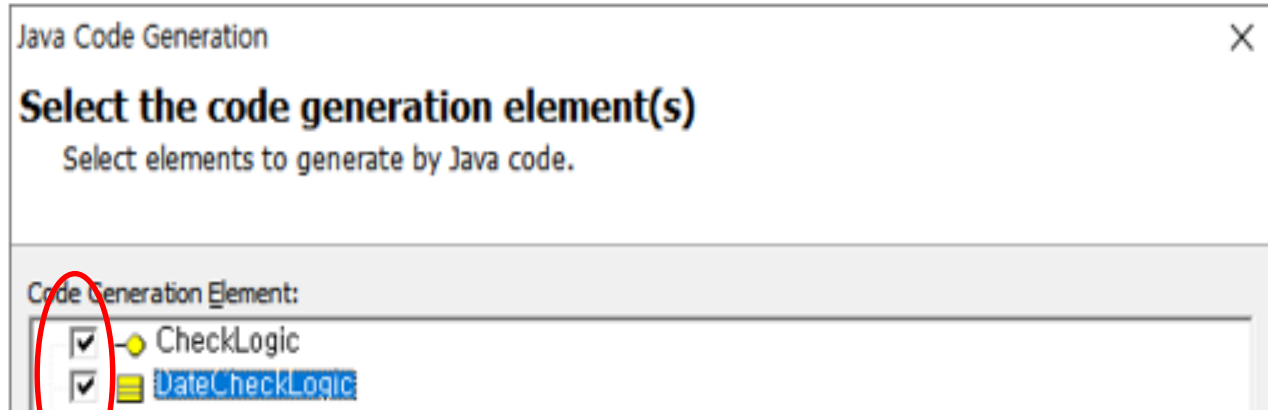 Java Code Generation
Select the code generation element(s)
Select elements to generate by Java code.
Code Generation Element:
CheckLogic
DateCheckLogic